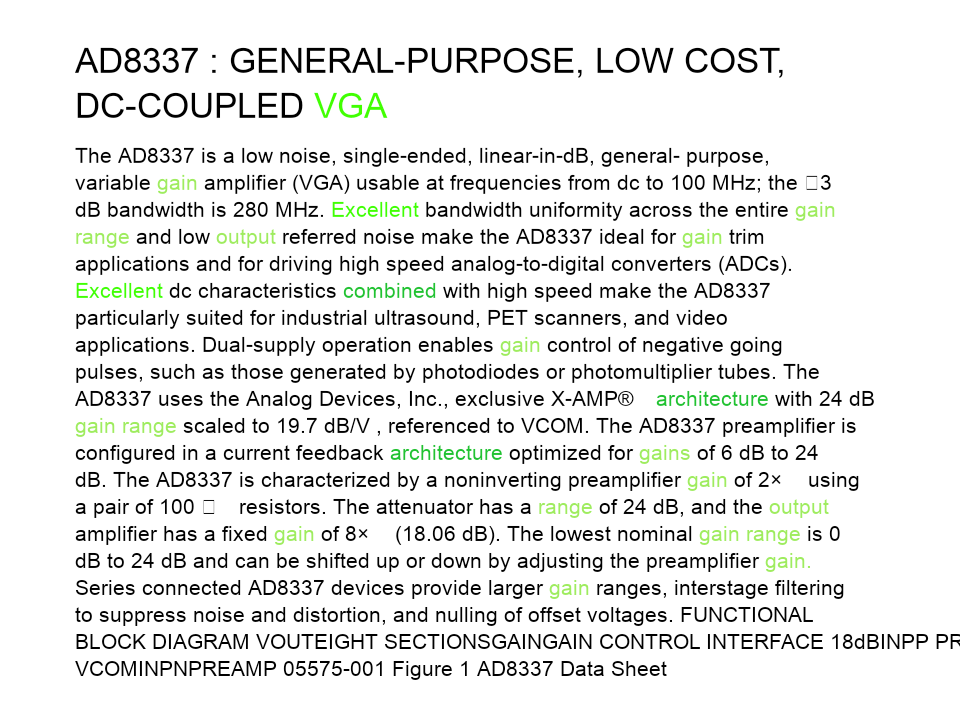 AD8337 : GENERAL-PURPOSE, LOW COST,
DC-COUPLED VGA
The AD8337 is a low noise, single-ended, linear-in-dB, general- purpose,
variable gain amplifier (VGA) usable at frequencies from dc to 100 MHz; the □3
dB bandwidth is 280 MHz. Excellent bandwidth uniformity across the entire gain
range and low output referred noise make the AD8337 ideal for gain trim
applications and for driving high speed analog-to-digital converters (ADCs).
Excellent dc characteristics combined with high speed make the AD8337
particularly suited for industrial ultrasound, PET scanners, and video
applications. Dual-supply operation enables gain control of negative going
pulses, such as those generated by photodiodes or photomultiplier tubes. The
AD8337 uses the Analog Devices, Inc., exclusive X-AMP® architecture with 24 dB
gain range scaled to 19.7 dB/V , referenced to VCOM. The AD8337 preamplifier is
configured in a current feedback architecture optimized for gains of 6 dB to 24
dB. The AD8337 is characterized by a noninverting preamplifier gain of 2× using
a pair of 100 □ resistors. The attenuator has a range of 24 dB, and the output
amplifier has a fixed gain of 8× (18.06 dB). The lowest nominal gain range is 0
dB to 24 dB and can be shifted up or down by adjusting the preamplifier gain.
Series connected AD8337 devices provide larger gain ranges, interstage filtering
to suppress noise and distortion, and nulling of offset voltages. FUNCTIONAL
BLOCK DIAGRAM VOUTEIGHT SECTIONSGAINGAIN CONTROL INTERFACE 18dBINPP PR
VCOMINPNPREAMP 05575-001 Figure 1 AD8337 Data Sheet